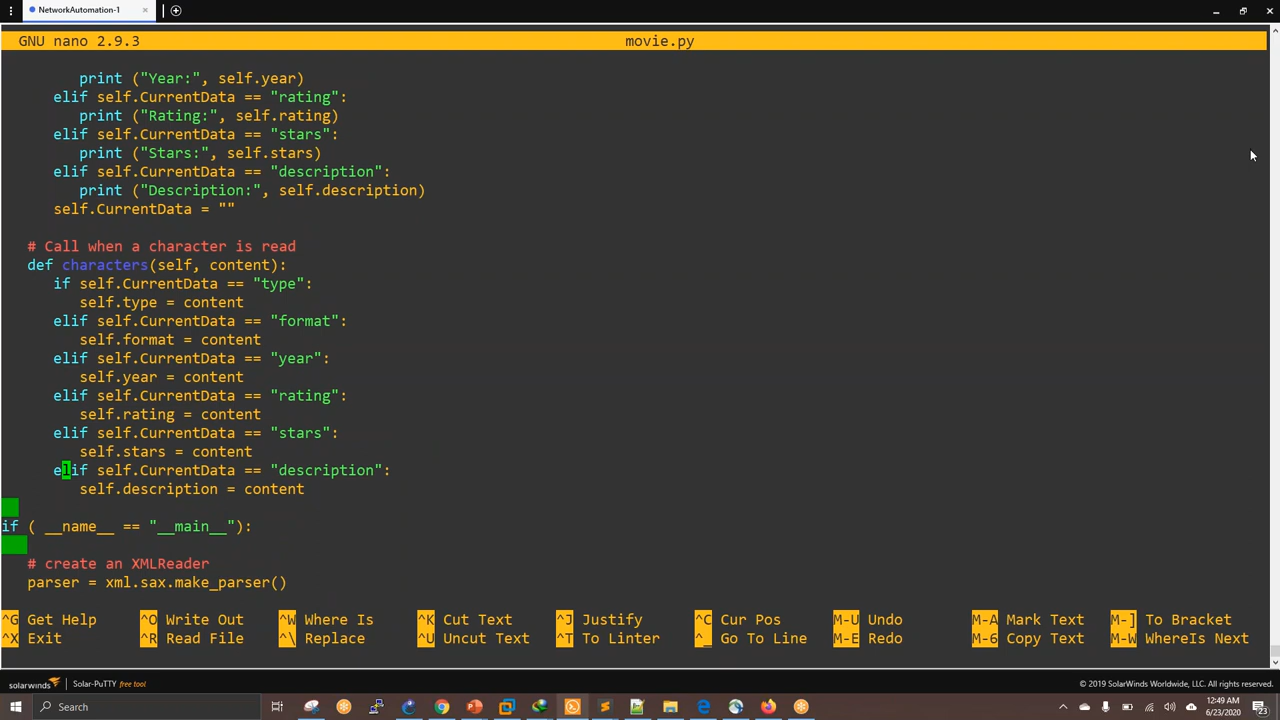 NetworkAutomation-1
GNU nano 2.9.3 movie.py
print ("Year:", self.year)
elif self.CurrentData == "rating":
print ("Rating:", self.rating)
elif self.CurrentData == "stars":
print ("Stars:", self.stars)
elif self.CurrentData == "description":
print ("Description:", self.description)
self.CurrentData = ""
# Call when a character is read
def characters(self, content):
if self.CurrentData == "type":
self.type = content
elif self.CurrentData == "format":
self.format = content
elif self.CurrentData == "year":
self.year = content
elif self.CurrentData == "rating":
self.rating = content
elif self.CurrentData == "stars":
self.stars = content
elif self.CurrentData == "description":
self.description = content
if ( __name__ == "__main__"):
# create an XMLReader
parser = xml.sax.make_parser()
^G Get Help ^O Write Out ^W Where Is ^K Cut Text ^J Justify ^C Cur Pos M-U Undo M-A Mark Text M-] To Bracket
^X Exit ^R Read File ^\ Replace ^U Uncut Text ^T To Linter ^_ Go To Line M-E Redo M-6 Copy Text M-W WhereIs Next
solarwinds Solar-PuTTY free tool © 2019 SolarWinds Worldwide, LLC. All rights reserved.
Search
12:49 AM
6/23/2020
23